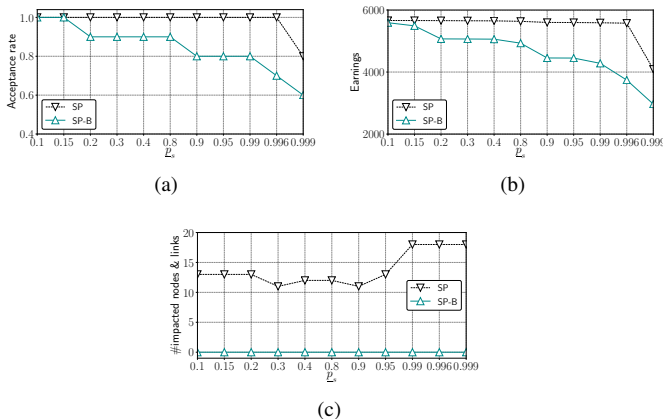 1.0
0.8
0.6
0.4
Acceptance rate
SP
SP-B
0.1 0.15 0.2 0.3 0.4 0.8 0.9 0.95 0.99 0.996 0.999
p_s
(a)
6000
4000
2000
Earnings
SP
SP-B
0.1 0.15 0.2 0.3 0.4 0.8 0.9 0.95 0.99 0.996 0.999
p_s
(b)
20
15
10
5
0
#impacted nodes & links
SP
SP-B
0.1 0.15 0.2 0.3 0.4 0.8 0.9 0.95 0.99 0.996 0.999
p_s
(c)